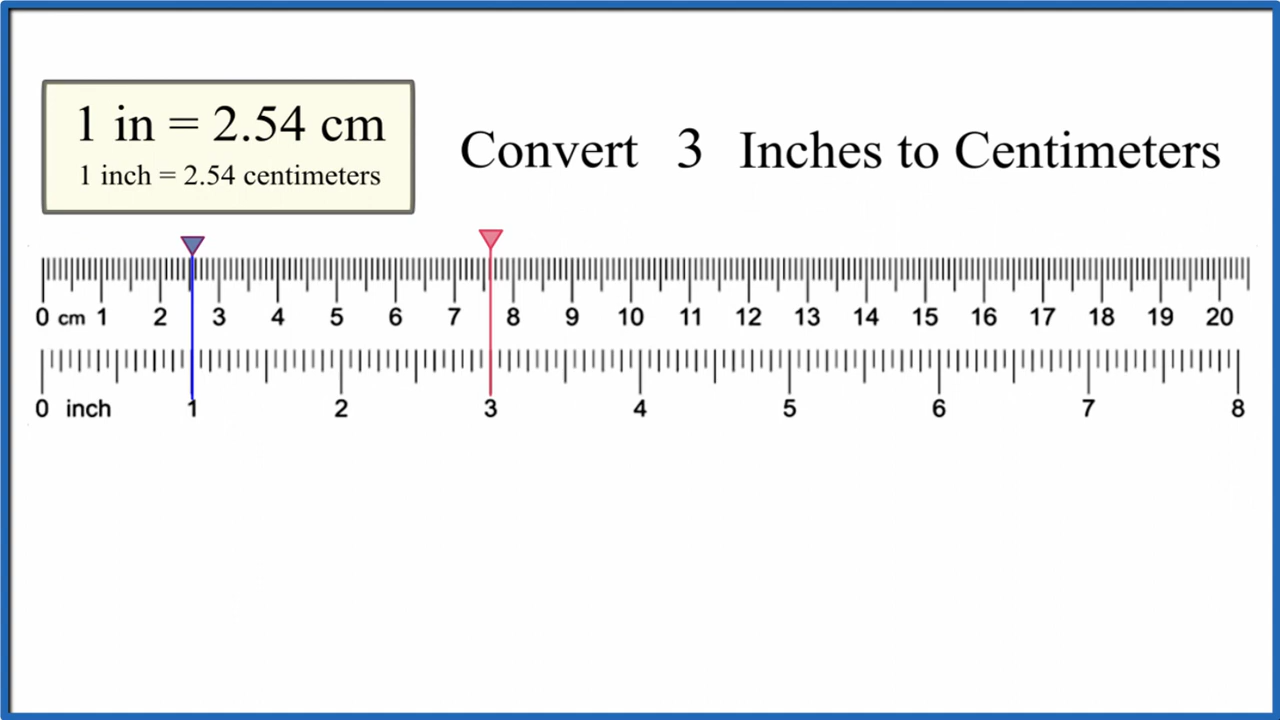 1 in = 2.54 cm
1 inch = 2.54 centimeters
Convert 3 Inches to Centimeters
0 cm 1 2 3 4 5 6 7 8 9 10 11 12 13 14 15 16 17 18 19 20
0 inch 1 2 3 4 5 6 7 8